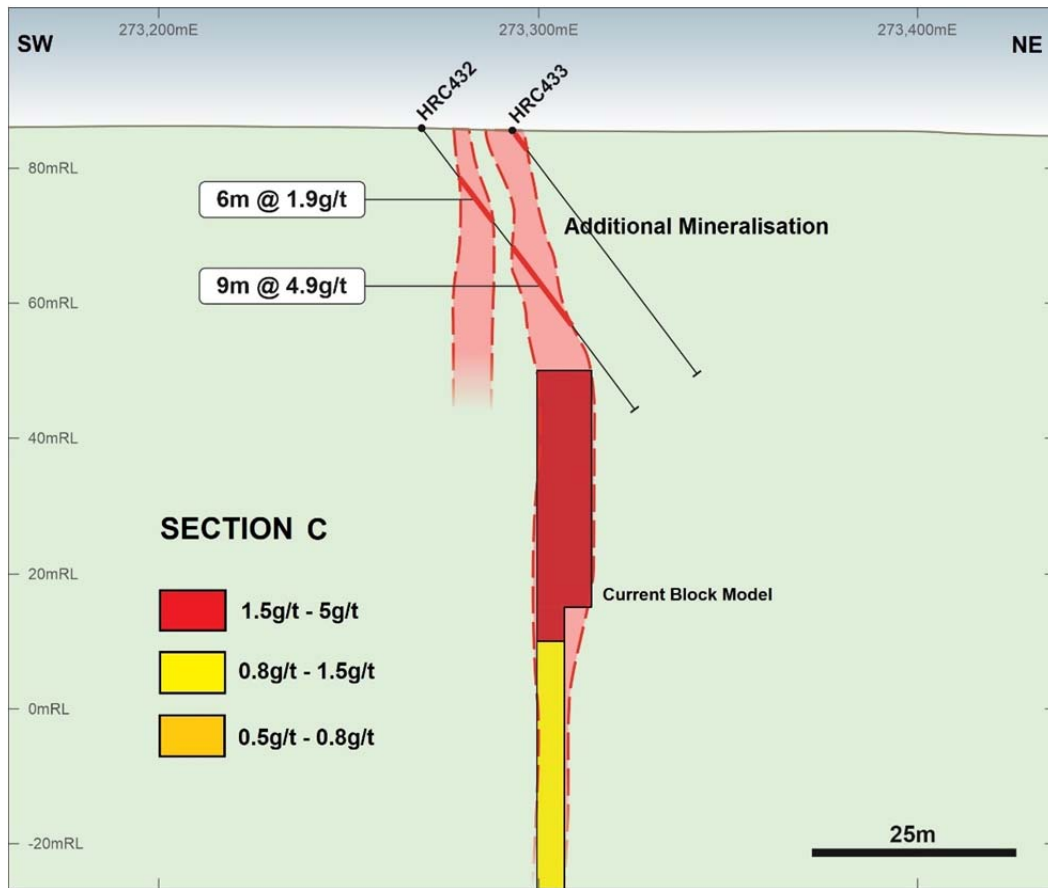 273,200mE
273,300mE
273,400mE
SW
NE
HRC432
HRC433
80mRL
6m @ 1.9g/t
Additional Mineralisation
9m @ 4.9g/t
60mRL
40mRL
SECTION C
20mRL
Current Block Model
1.5g/t - 5g/t
0.8g/t - 1.5g/t
0mRL
0.5g/t - 0.8g/t
25m
-20mRL